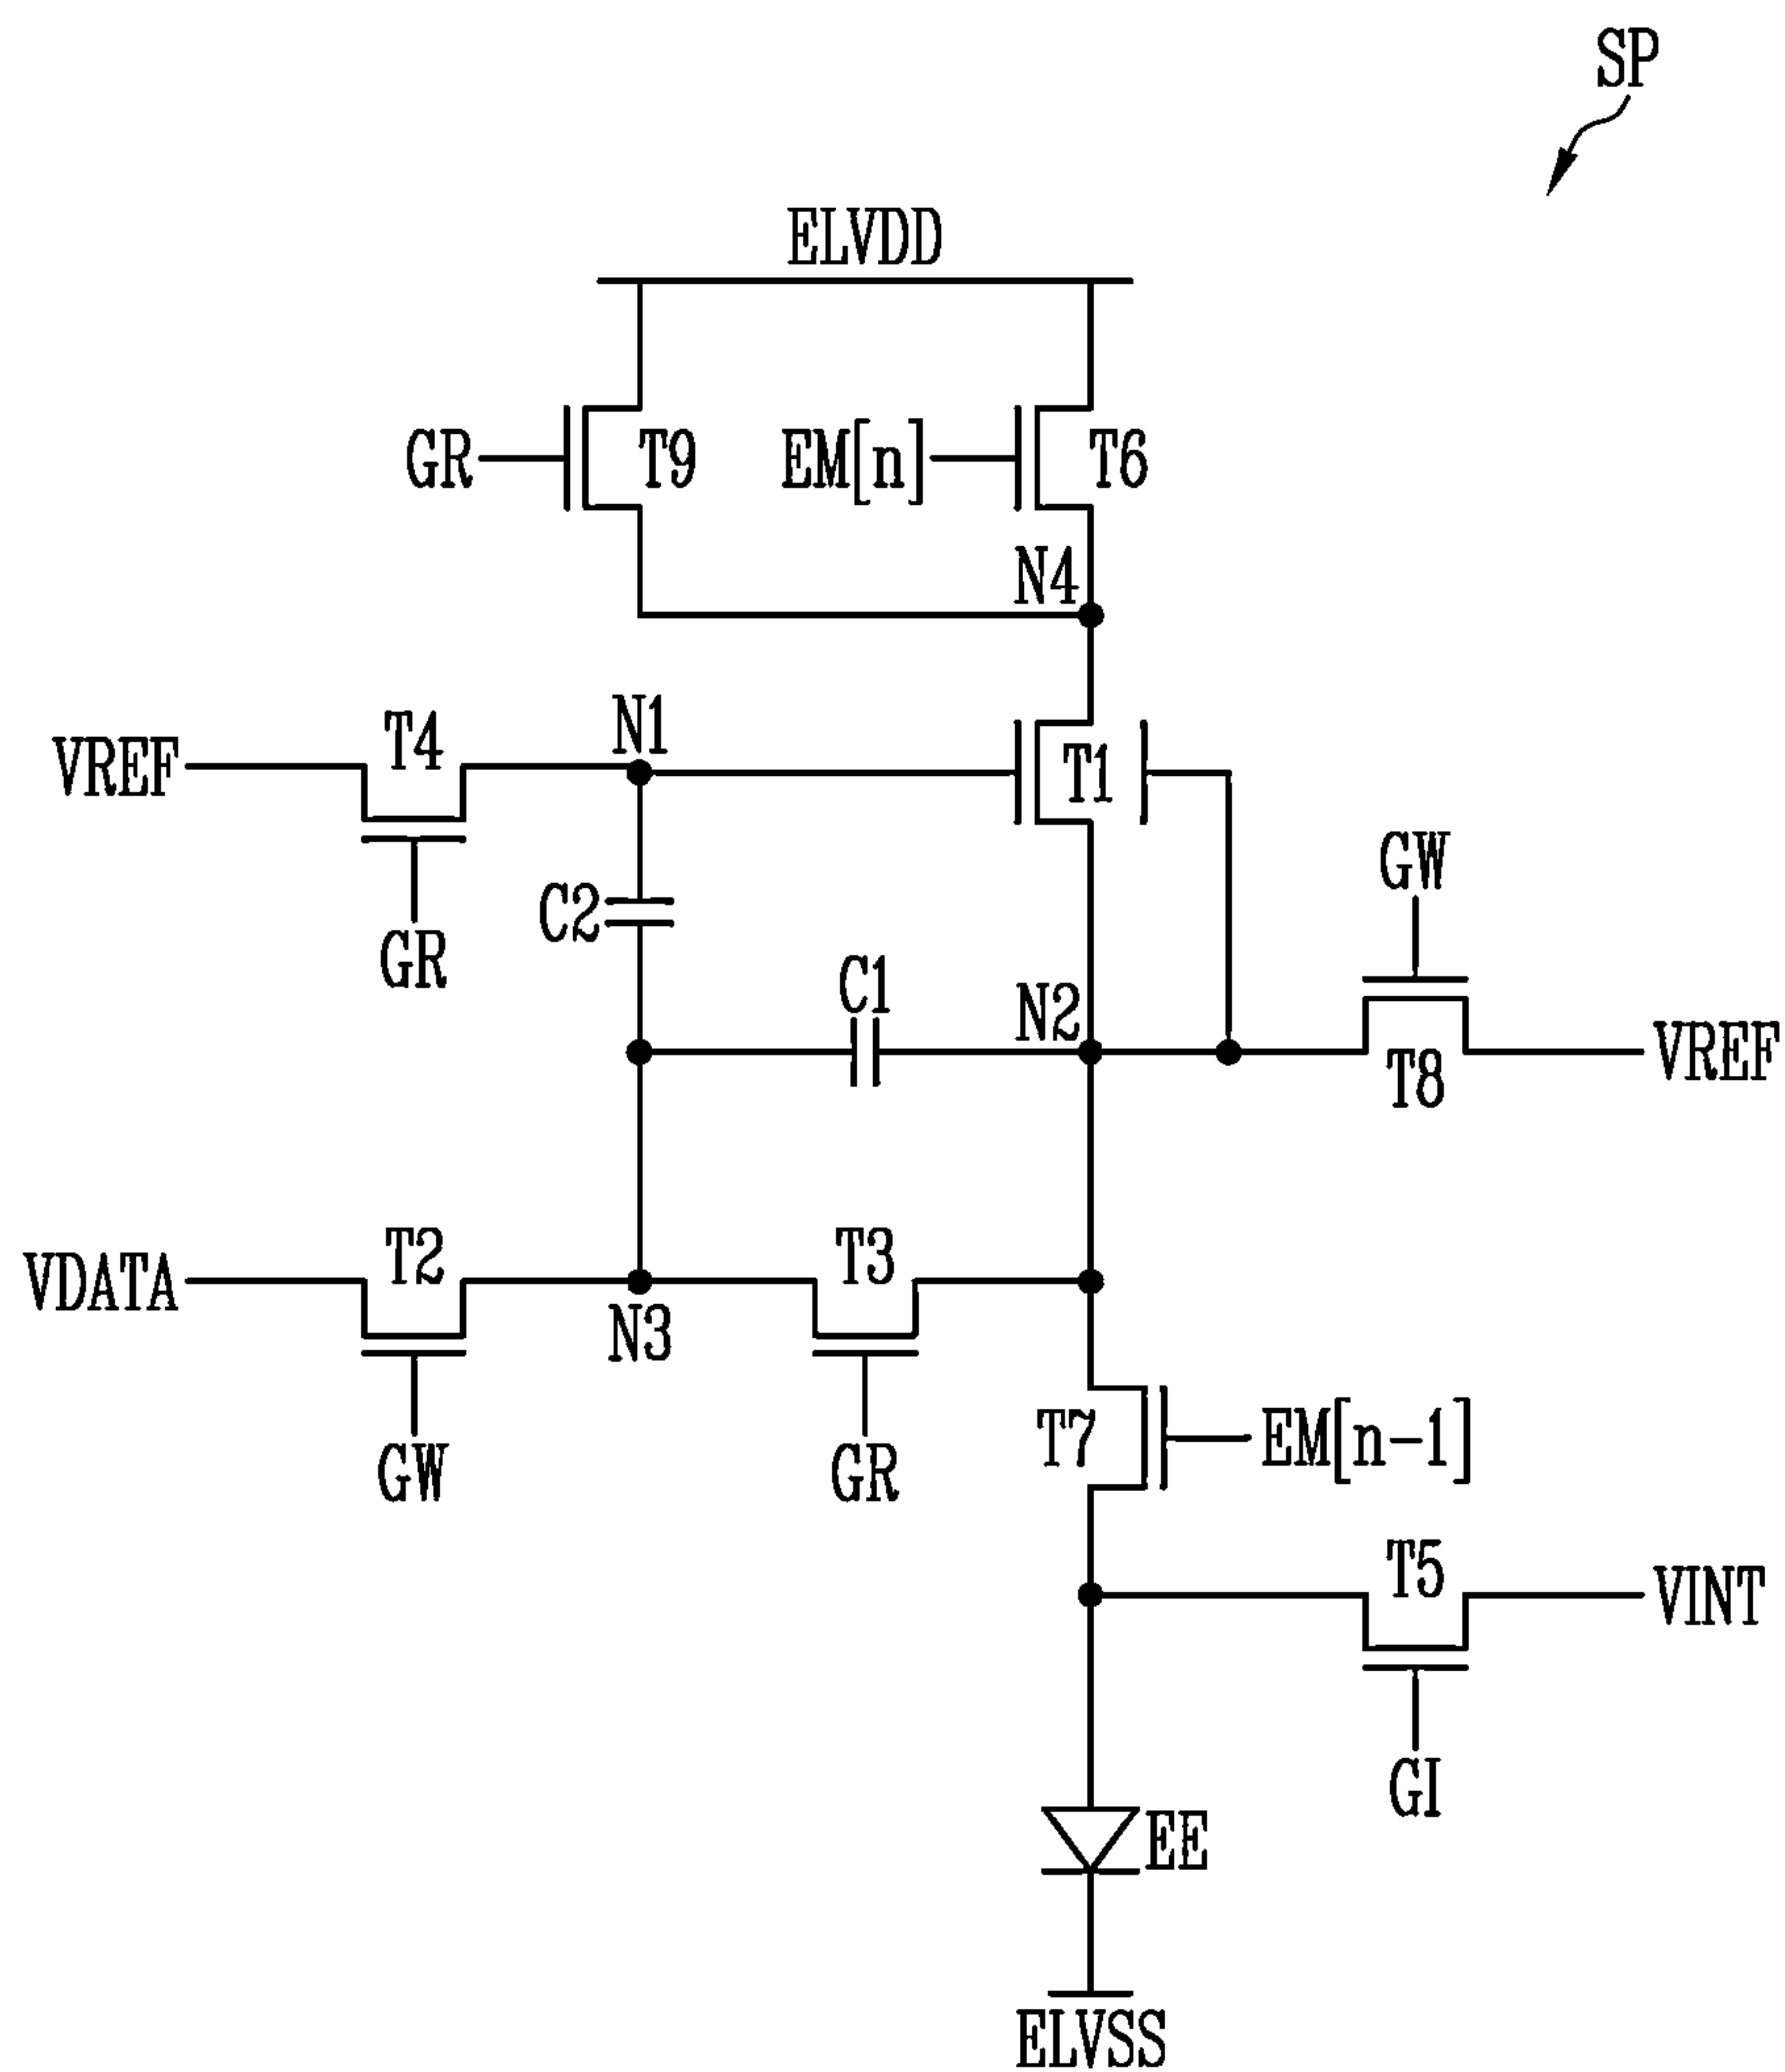 SP
ELVDD
GR
T9
EM[n]
T6
N4
N1
T4
VREF
T1
GW
C2
GR
C1
N2
VREF
T8
T2
T3
VDATA
N3
T7
EM[n-1]
GW
GR
T5
VINT
GI
EE
ELVSS